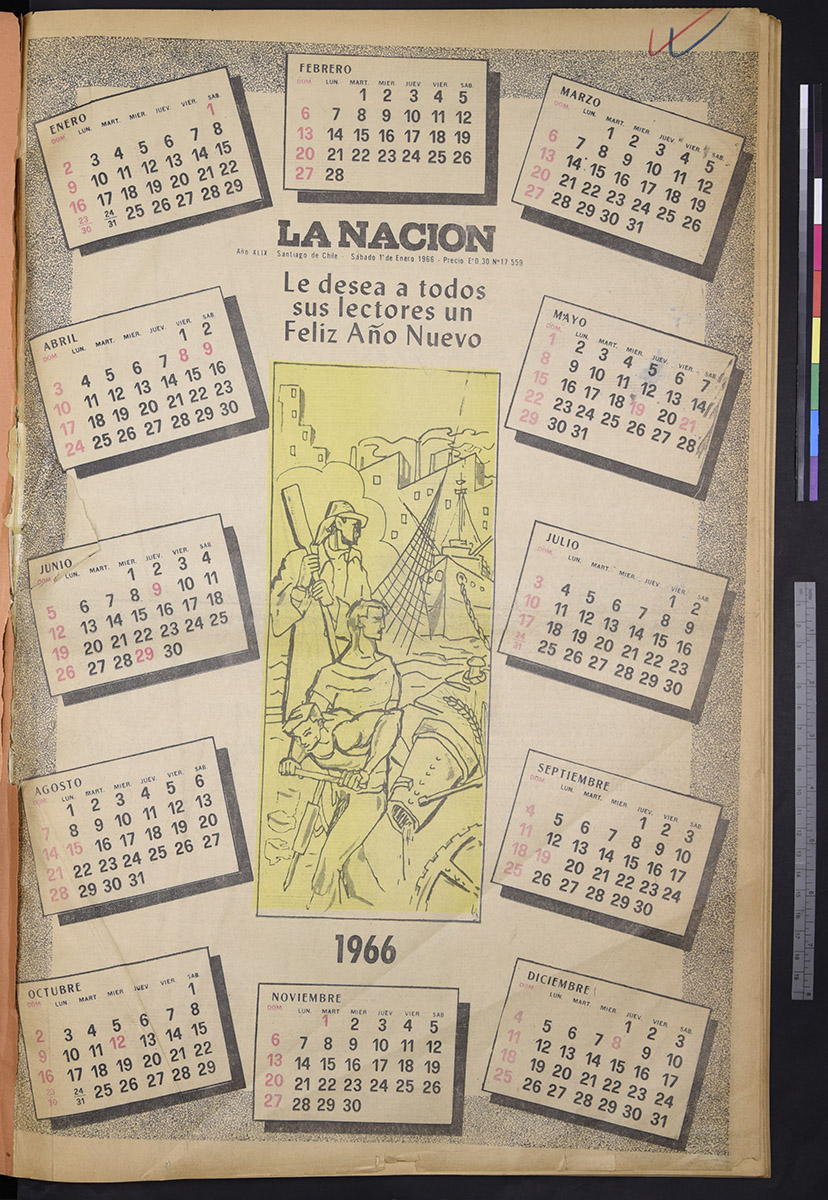 ENERO
DOM. LUN. MART. MIER. JUEV. VIER. SAB.
1
2 3 4 5 6 7 8
9 10 11 12 13 14 15
16 17 18 19 20 21 22
23/30 24/31 25 26 27 28 29
FEBRERO
DOM. LUN. MART. MIER. JUEV. VIER. SAB.
1 2 3 4 5
6 7 8 9 10 11 12
13 14 15 16 17 18 19
20 21 22 23 24 25 26
27 28
MARZO
DOM. LUN. MART. MIER. JUEV. VIER. SAB.
1 2 3 4 5
6 7 8 9 10 11 12
13 14 15 16 17 18 19
20 21 22 23 24 25 26
27 28 29 30 31
LA NACION
Año XLIX Santiago de Chile - Sábado 1º de Enero 1966 - Precio Eº0,30 Nº17.559
Le desea a todos
sus lectores un
Feliz Año Nuevo
ABRIL
DOM. LUN. MART. MIER. JUEV. VIER. SAB.
1 2
3 4 5 6 7 8 9
10 11 12 13 14 15 16
17 18 19 20 21 22 23
24 25 26 27 28 29 30
MAYO
DOM. LUN. MART. MIER. JUEV. VIER. SAB.
1 2 3 4 5 6 7
8 9 10 11 12 13 14
15 16 17 18 19 20 21
22 23 24 25 26 27 28
29 30 31
JUNIO
DOM. LUN. MART. MIER. JUEV. VIER. SAB.
1 2 3 4
5 6 7 8 9 10 11
12 13 14 15 16 17 18
19 20 21 22 23 24 25
26 27 28 29 30
JULIO
DOM. LUN. MART. MIER. JUEV. VIER. SAB.
1 2
3 4 5 6 7 8 9
10 11 12 13 14 15 16
17 18 19 20 21 22 23
24/31 25 26 27 28 29 30
AGOSTO
DOM. LUN. MART. MIER. JUEV. VIER. SAB.
1 2 3 4 5 6
7 8 9 10 11 12 13
14 15 16 17 18 19 20
21 22 23 24 25 26 27
28 29 30 31
SEPTIEMBRE
DOM. LUN. MART. MIER. JUEV. VIER. SAB.
1 2 3
4 5 6 7 8 9 10
11 12 13 14 15 16 17
18 19 20 21 22 23 24
25 26 27 28 29 30
1966
OCTUBRE
DOM. LUN. MART. MIER. JUEV. VIER. SAB.
1
2 3 4 5 6 7 8
9 10 11 12 13 14 15
16 17 18 19 20 21 22
24/31 25 26 27 28 29
NOVIEMBRE
DOM. LUN. MART. MIER. JUEV. VIER. SAB
1 2 3 4 5
6 7 8 9 10 11 12
13 14 15 16 17 18 19
20 21 22 23 24 25 26
27 28 29 30
DICIEMBRE
DOM. LUN. MART. MIER. JUEV. VIER. SAB.
1 2 3
4 5 6 7 8 9 10
11 12 13 14 15 16 17
18 19 20 21 22 23 24
25 26 27 28 29 30 31